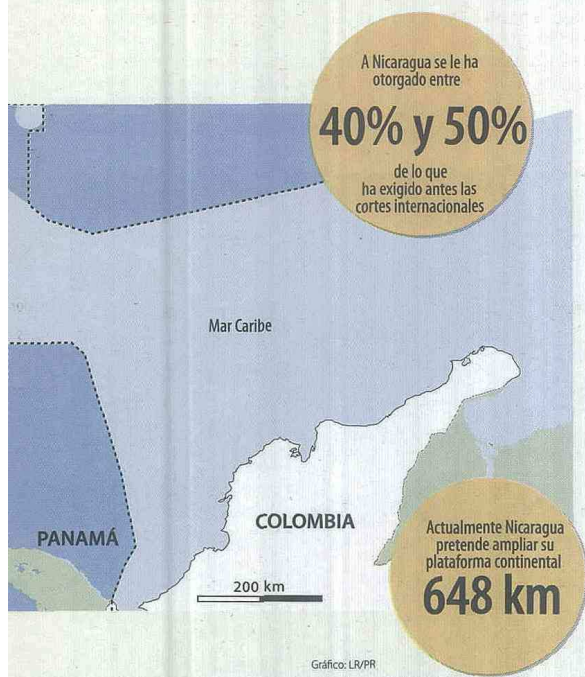 A Nicaragua se le ha
otorgado entre
40% y 50%
de lo que
ha exigido antes las
cortes internacionales
Mar Caribe
COLOMBIA
PANAMÁ
Actualmente Nicaragua
pretende ampliar su
plataforma continental
648 km
200 km
Gráfico: LR/PR